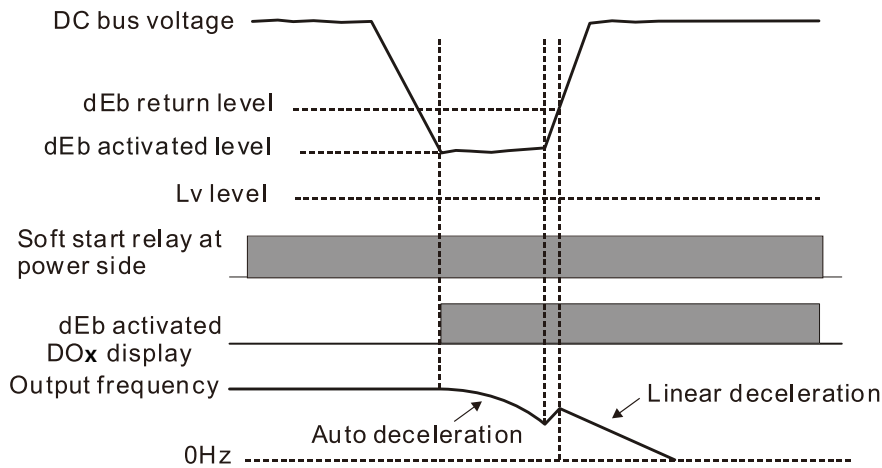 DC bus voltage
dEb return level
dEb activated level
Lv level
Soft start relay at
power side
dEb activated
DOx display
Output frequency
Linear deceleration
Auto deceleration
0Hz